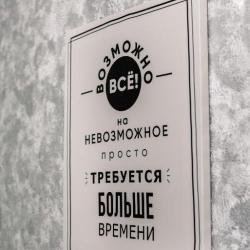 ВОЗМОЖНО
ВСЁ!
на
НЕВОЗМОЖНОЕ
просто
ТРЕБУЕТСЯ
БОЛЬШЕ
ВРЕМЕНИ